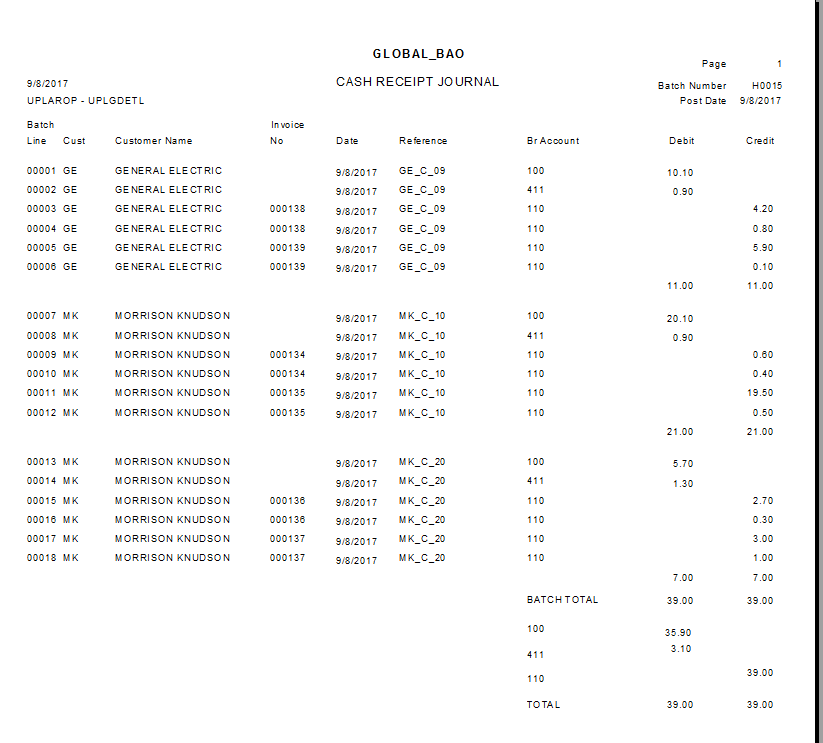 GLOBAL_BAO
Page 1
9/8/2017 CASH RECEIPT JOURNAL Batch Number H0015
UPLAROP - UPLGDETL Post Date 9/8/2017
Batch Invoice
Line Cust Customer Name No Date Reference Br Account Debit Credit
00001 GE GENERAL ELECTRIC 9/8/2017 GE_C_09 100 10.10
00002 GE GENERAL ELECTRIC 9/8/2017 GE_C_09 411 0.90
00003 GE GENERAL ELECTRIC 000138 9/8/2017 GE_C_09 110 4.20
00004 GE GENERAL ELECTRIC 000138 9/8/2017 GE_C_09 110 0.80
00005 GE GENERAL ELECTRIC 000139 9/8/2017 GE_C_09 110 5.90
00006 GE GENERAL ELECTRIC 000139 9/8/2017 GE_C_09 110 0.10
11.00 11.00
00007 MK MORRISON KNUDSON 9/8/2017 MK_C_10 100 20.10
00008 MK MORRISON KNUDSON 9/8/2017 MK_C_10 411 0.90
00009 MK MORRISON KNUDSON 000134 9/8/2017 MK_C_10 110 0.60
00010 MK MORRISON KNUDSON 000134 9/8/2017 MK_C_10 110 0.40
00011 MK MORRISON KNUDSON 000135 9/8/2017 MK_C_10 110 19.50
00012 MK MORRISON KNUDSON 000135 9/8/2017 MK_C_10 110 0.50
21.00 21.00
00013 MK MORRISON KNUDSON 9/8/2017 MK_C_20 100 5.70
00014 MK MORRISON KNUDSON 9/8/2017 MK_C_20 411 1.30
00015 MK MORRISON KNUDSON 000136 9/8/2017 MK_C_20 110 2.70
00016 MK MORRISON KNUDSON 000136 9/8/2017 MK_C_20 110 0.30
00017 MK MORRISON KNUDSON 000137 9/8/2017 MK_C_20 110 3.00
00018 MK MORRISON KNUDSON 000137 9/8/2017 MK_C_20 110 1.00
7.00 7.00
BATCH TOTAL 39.00 39.00
100 35.90
411 3.10
110 39.00
TOTAL 39.00 39.00